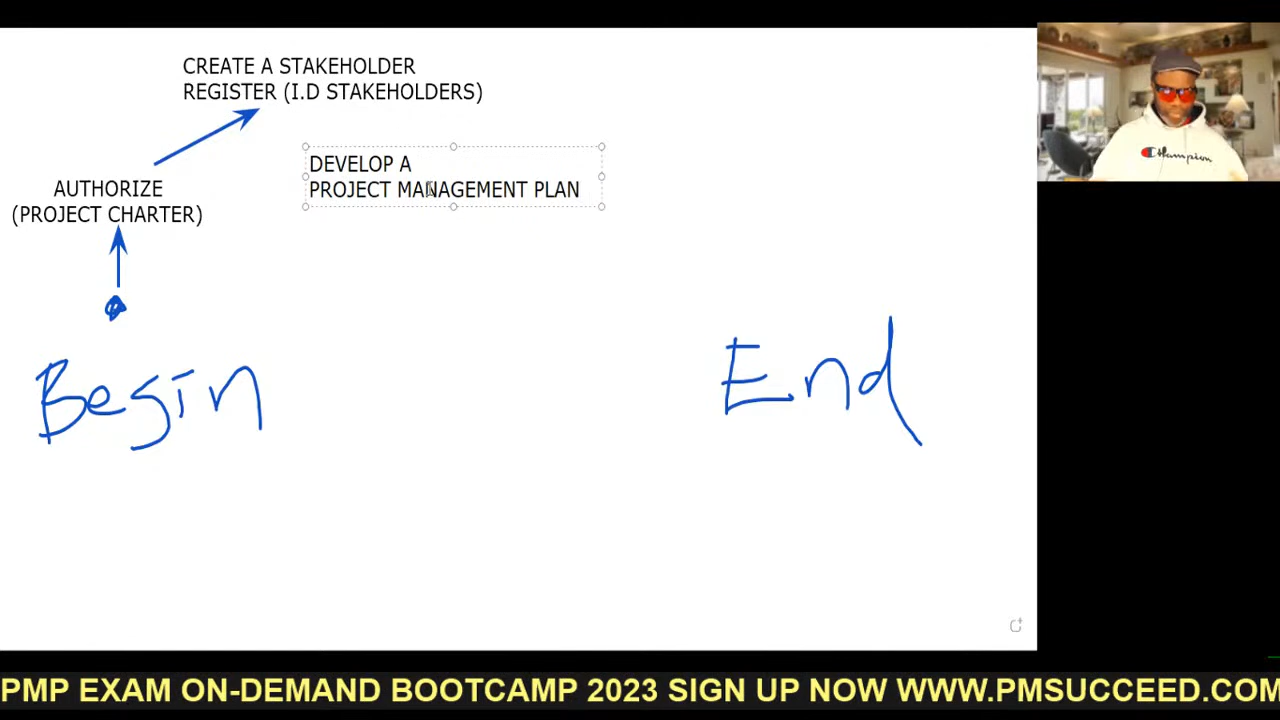 CREATE A STAKEHOLDER
REGISTER (I.D STAKEHOLDERS)
DEVELOP A
PROJECT MANAGEMENT PLAN
AUTHORIZE
(PROJECT CHARTER)
Begin
End
Champion
PMP EXAM ON-DEMAND BOOTCAMP 2023 SIGN UP NOW WWW.PMSUCCEED.COM